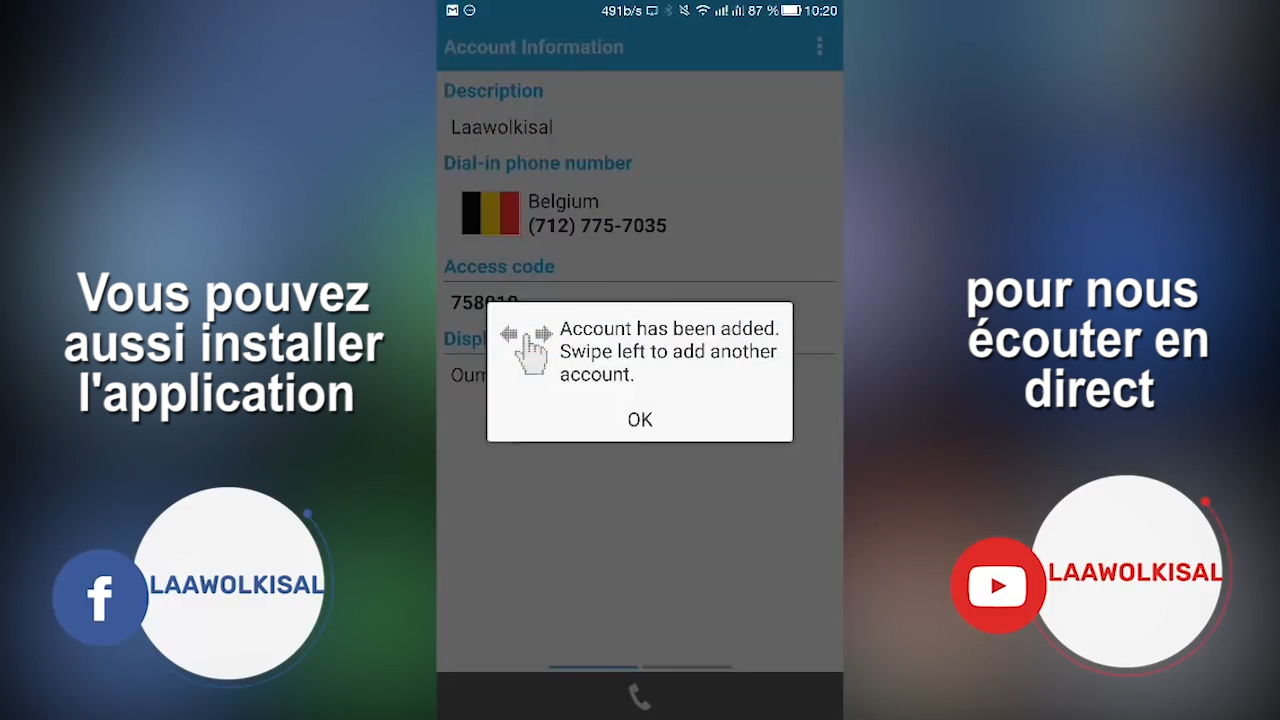 491b/s 87 % 10:20
Account Information
Description
Laawolkisal
Dial-in phone number
Belgium
(712) 775-7035
Access code
Account has been added.
Swipe left to add another
account.
OK
Vous pouvez
aussi installer
l'application
LAAWOLKISAL
pour nous
écouter en
direct
LAAWOLKISAL